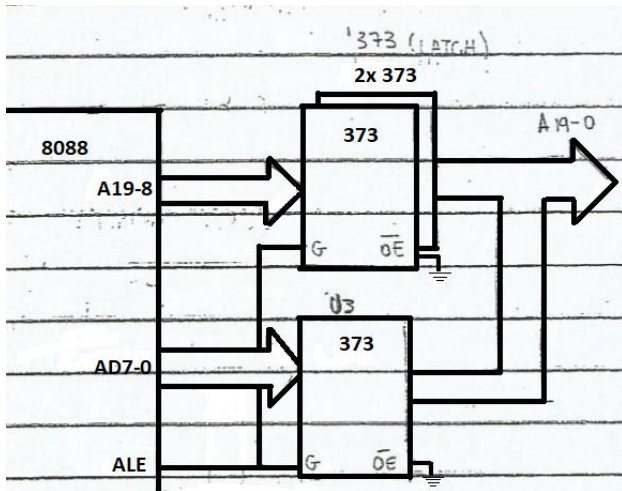 '373 (LATCH)
2x 373
A19-0
8088
373
A19-8
G
OE
U3
373
AD7-0
ALE
G
OE